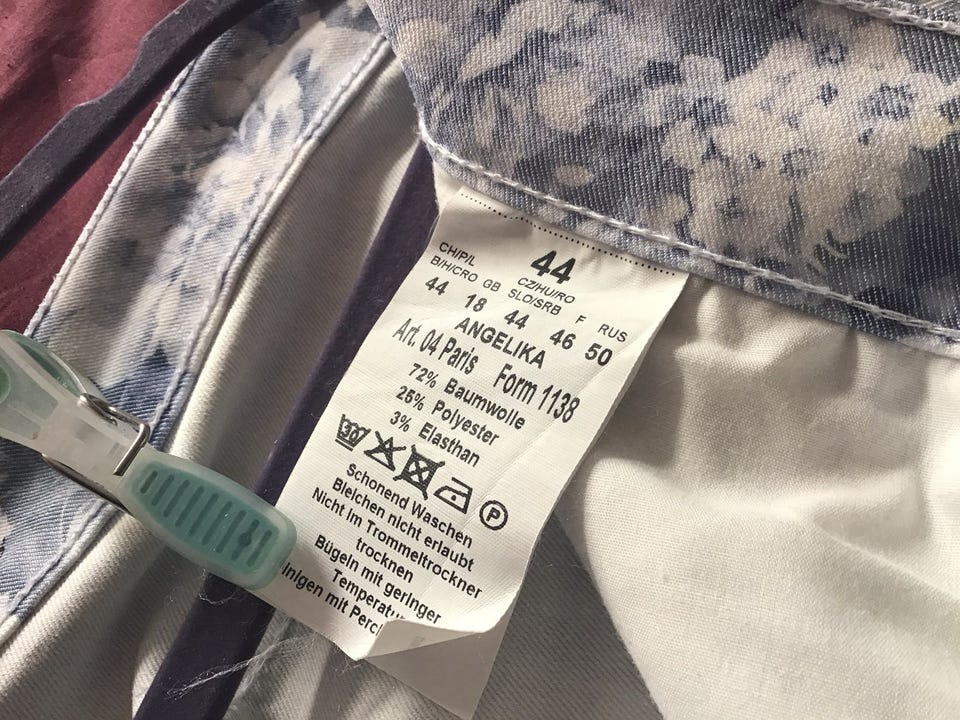 44
CH/P/L CZ/HU/RO
B/H/CRO GB SLO/SRB F RUS
44 18 44 46 50
ANGELIKA
Art. 04 Paris Form 1138
72% Baumwolle
25% Polyester
3% Elasthan
30 P
Schonend Waschen
Bleichen nicht erlaubt
Nicht im Trommeltrockner
trocknen
Bügeln mit geringer
mit